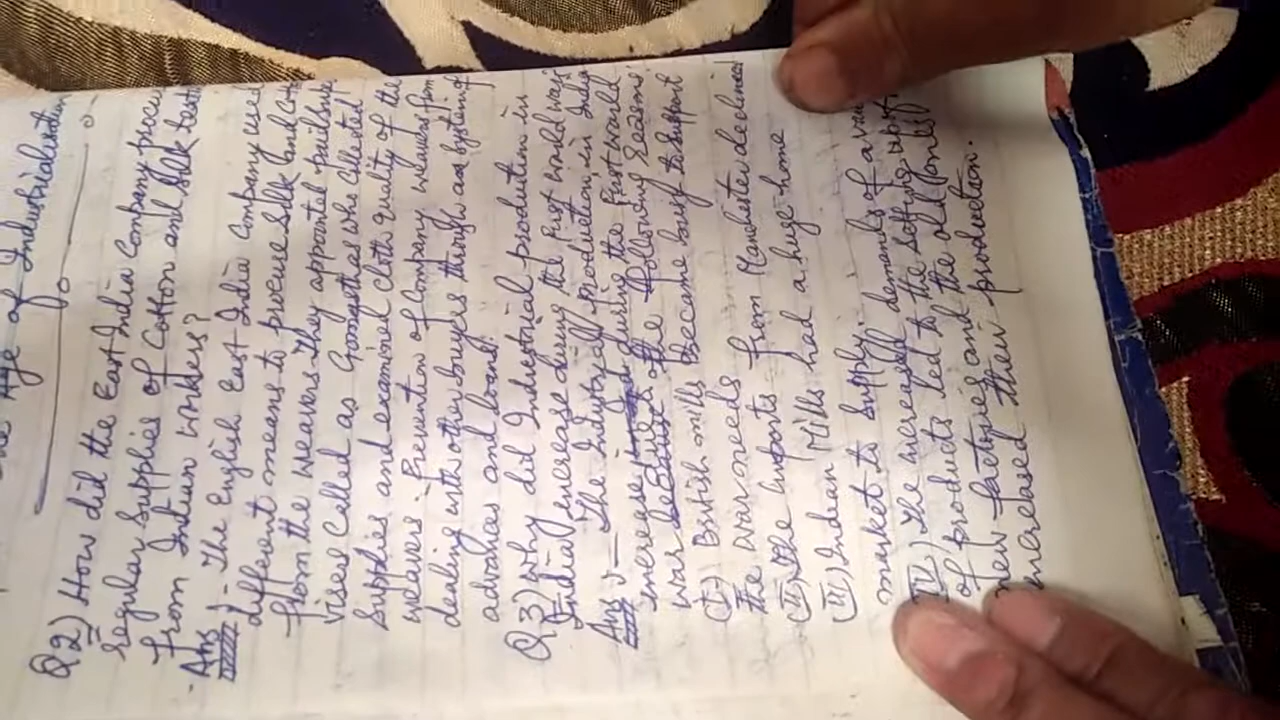 The Age of Industrialisation
Q2) How did the East India Company procure
regular supplies of Cotton and silk textiles
from Indian workers?
Ans :- The English East India Company used
different means to procure silk and cotton
from the weavers. They appointed paid
vises Called as Gomasthas who Collected
supplies and examined cloth quality of the
weavers. Prevention of Company weavers from
dealing with other buyers through a system of
advances and loand.
Q3) Why did Industrial production in
India increase during the First World War?
Ans :- The Industrial production in India
increase during the First World
war because of the following reasons.
(I) British mills became busy to support
the war needs
(II) The imports from Manchester declined
(II) Indian Mills had a huge home
market to supply.
(IV) The increased demands of
of products led to the setting up of
new factories and the old ones
increased their production.